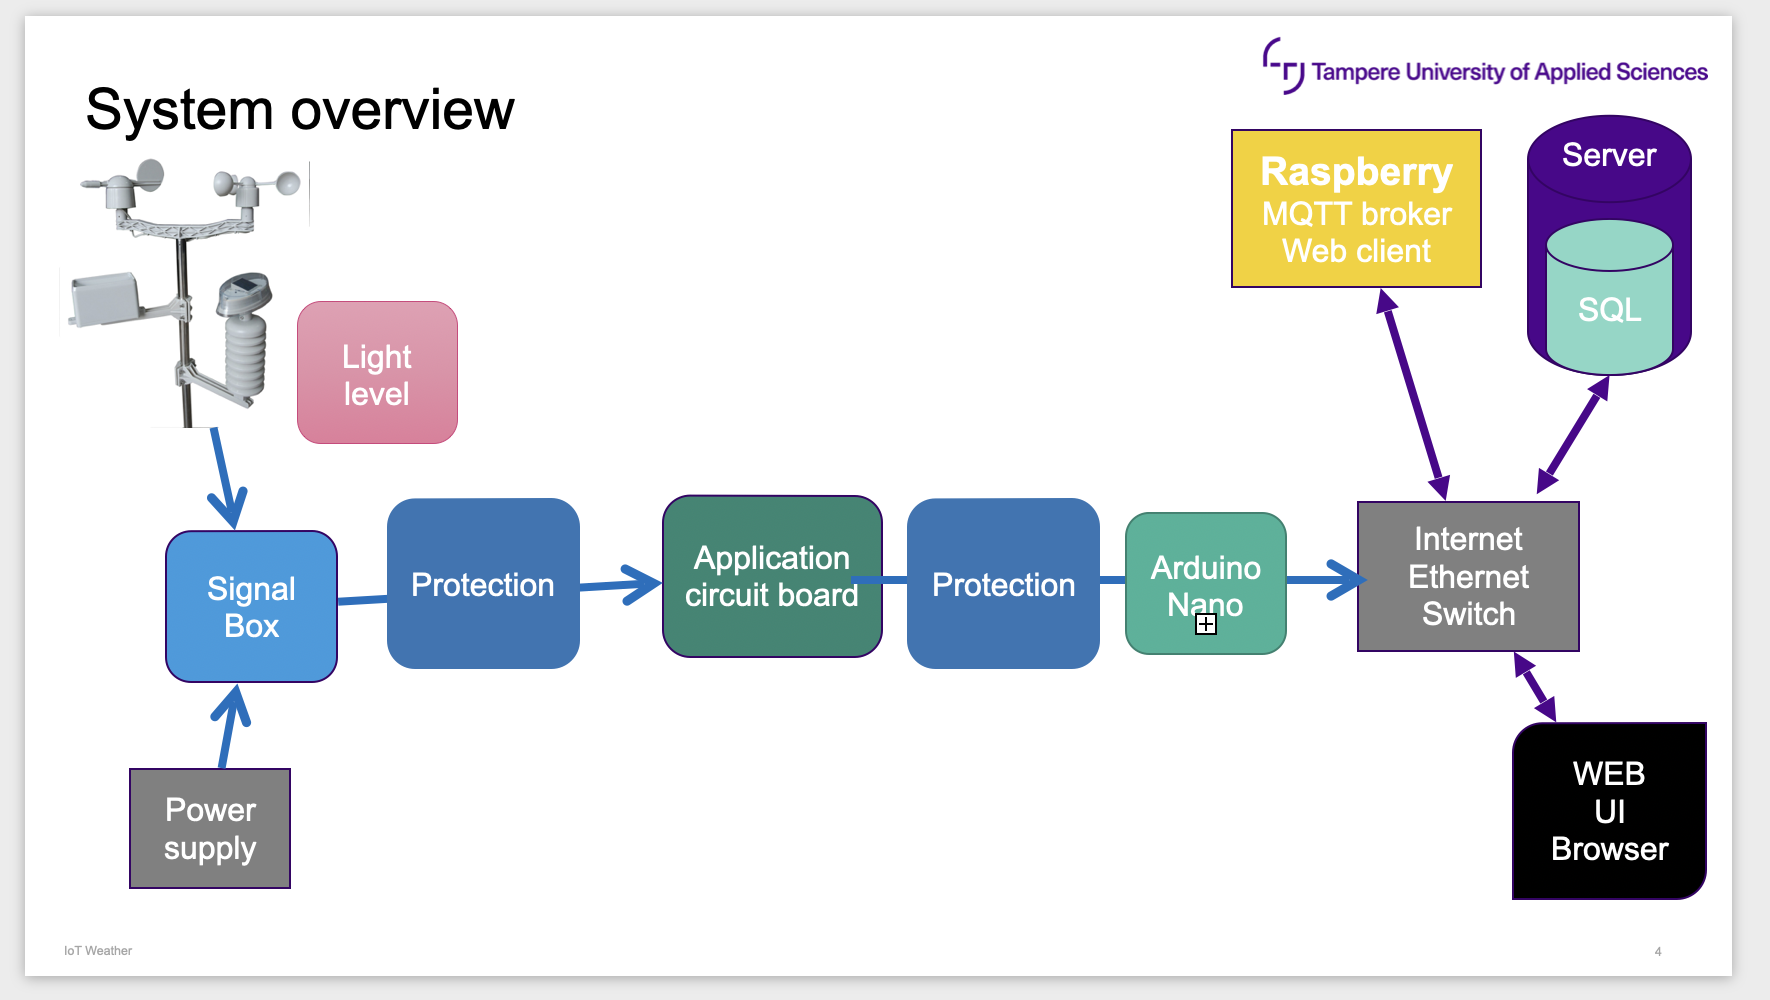 Tampere University of Applied Sciences
System overview
Raspberry
MQTT broker
Web client
Server
SQL
Light
level
Signal
Box
Protection
Application
circuit board
Protection
Arduino
Nano
Internet
Ethernet
Switch
Power
supply
WEB
UI
Browser
IoT Weather
4